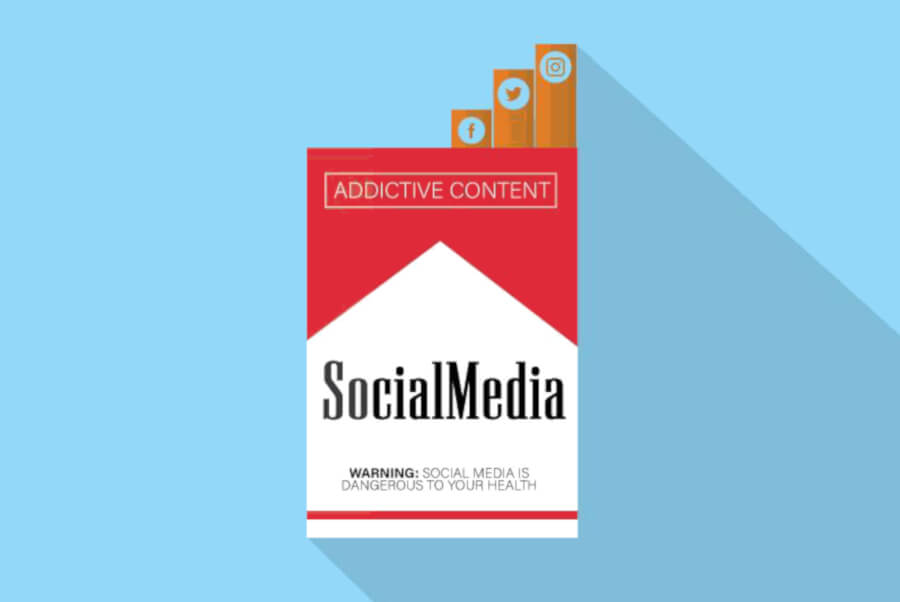 ADDICTIVE CONTENT
SocialMedia
WARNING: SOCIAL MEDIA IS
DANGEROUS TO YOUR HEALTH